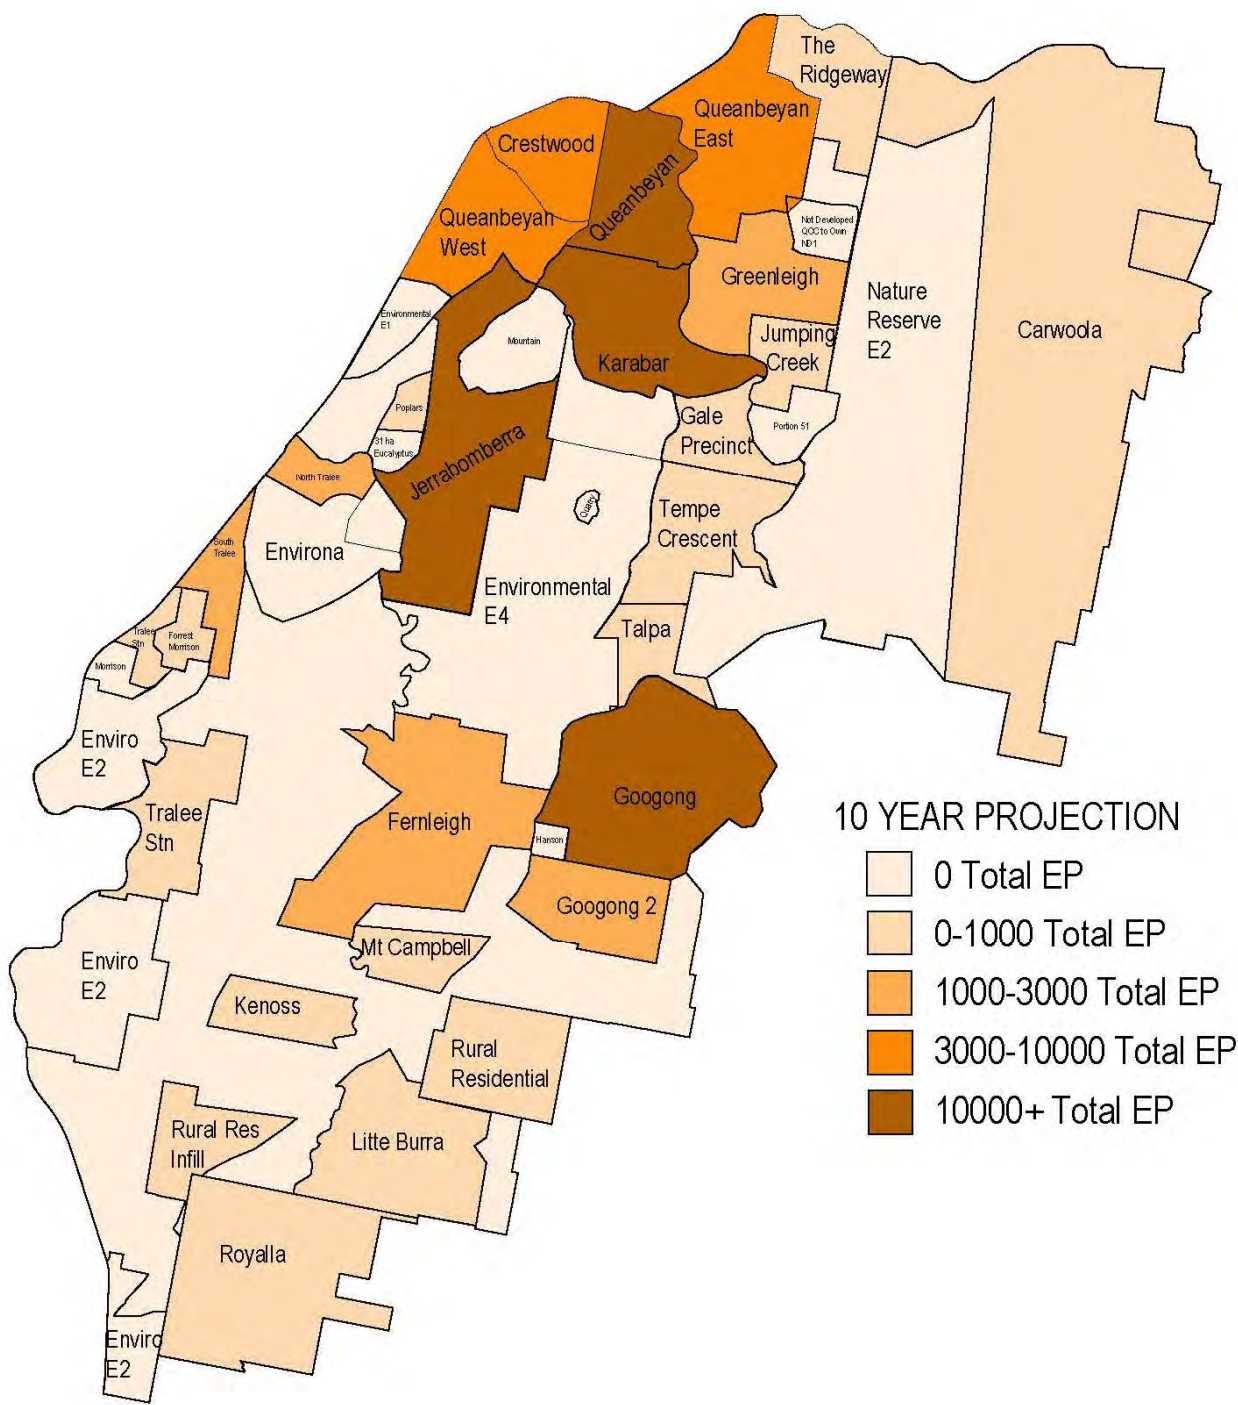 The
Ridgeway
Queanbeyan
East
Crestwood
Queanbeyan
Queanbeyan
West
Not Developed
QCC to Own
ND1
Greenleigh
Nature
Reserve
E2
Carwoola
Environmental
E1
Mountain
Jumping
Creek
Karabar
Poplars
Gale
Precinct
Portion 51
31 ha
Eucalyptus
Jerrabomberra
North Tralee
Quarry
Tempe
Crescent
South
Tralee
Environa
Environmental
E4
Talpa
Tralee
Stn
Forrest
Morrison
Morrison
Enviro
E2
Googong
Tralee
Stn
Fernleigh
Hanson
Googong 2
Mt Campbell
Enviro
E2
Kenoss
Rural
Residential
Rural Res
Infill
Litte Burra
Royalla
Enviro
E2
10 YEAR PROJECTION
0 Total EP
0-1000 Total EP
1000-3000 Total EP
3000-10000 Total EP
10000+ Total EP